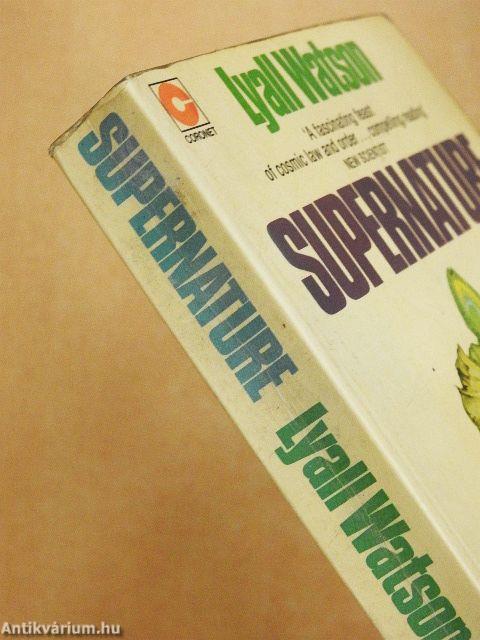 Lyall Watson
CORONET
'A fascinating feast
of cosmic law and order ... compelling reading'
NEW SCIENTIST
SUPERNATURE
SUPERNATURE Lyall Watson
Antikvárium.hu